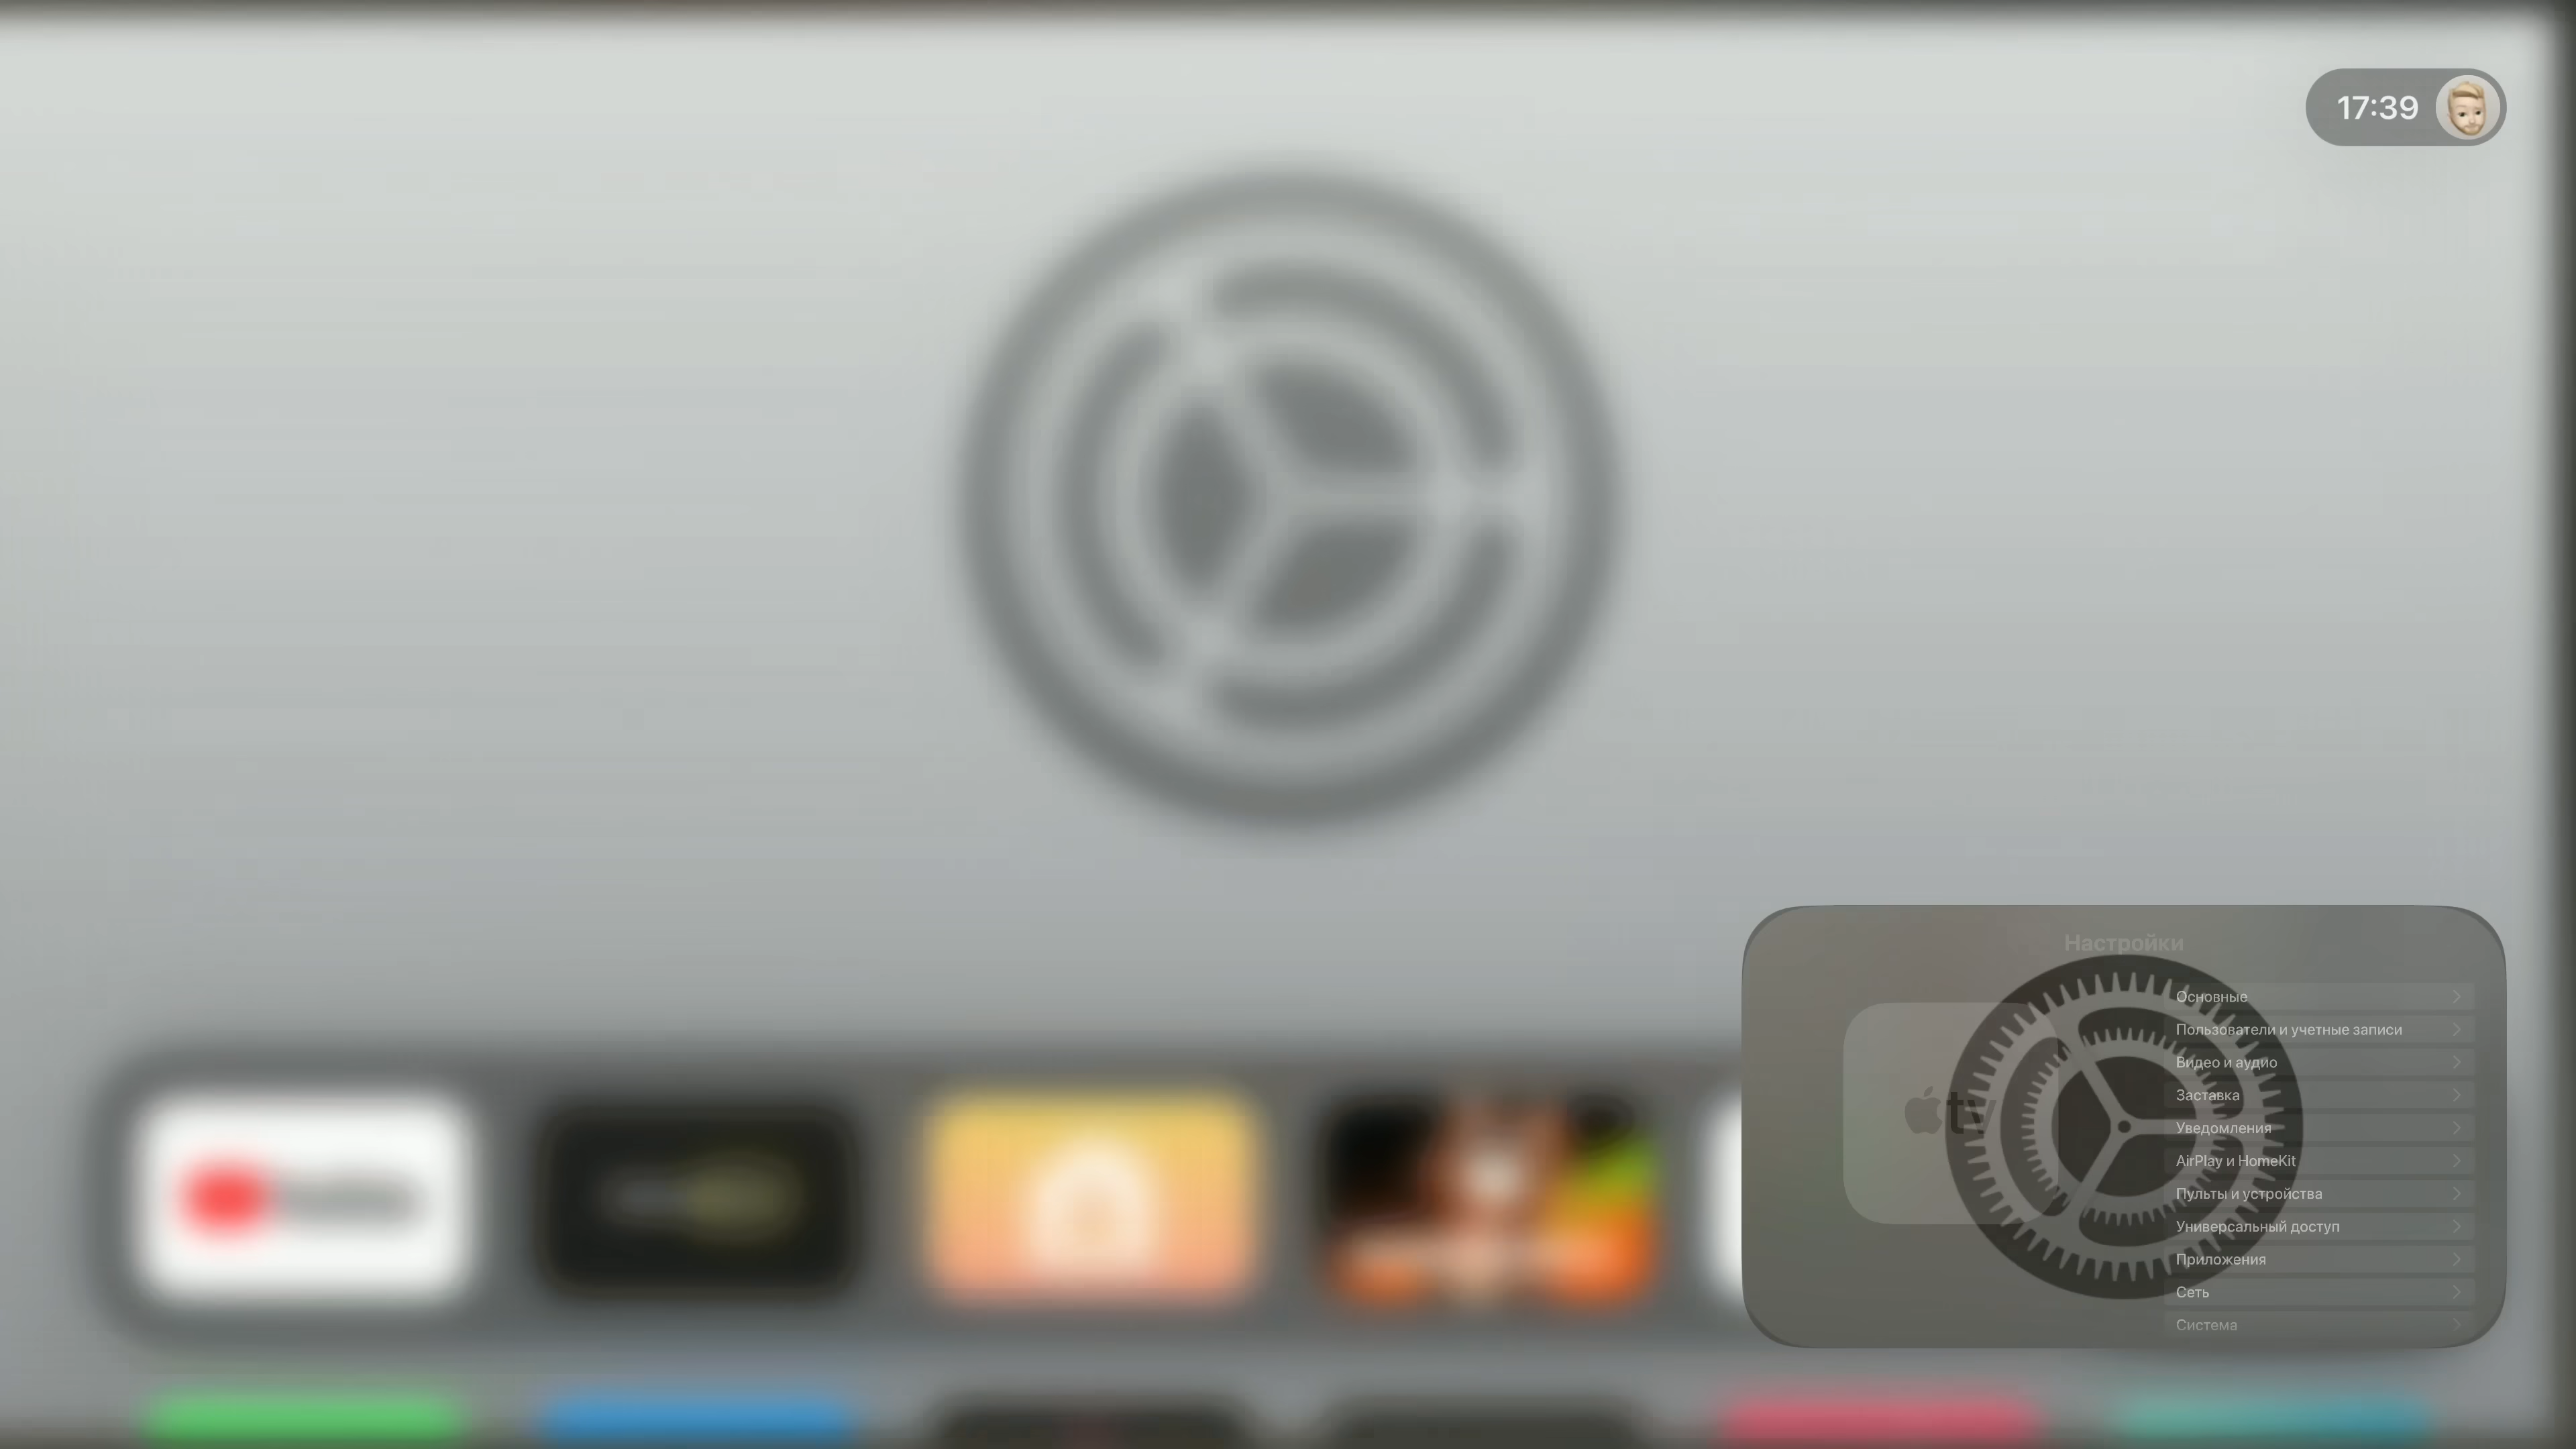 17:39
Настройки
Основные
Пользователи и учетные записи
Видео и аудио
Заставка
Уведомления
AirPlay и HomeKit
Пульты и устройства
Универсальный доступ
Приложения
Сеть
Система
tv